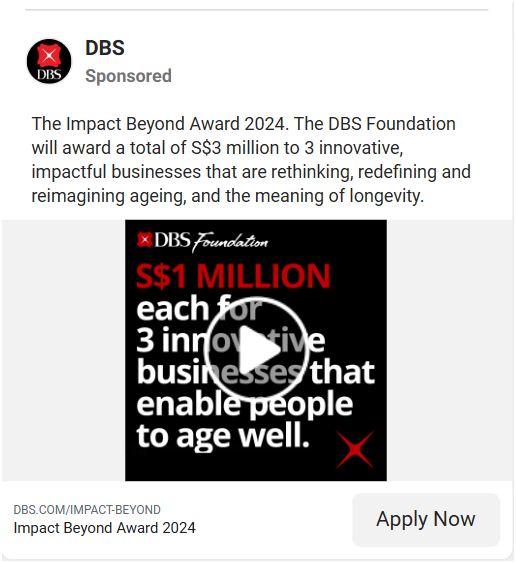 DBS
Sponsored
DBS
The Impact Beyond Award 2024. The DBS Foundation
will award a total of S$3 million to 3 innovative,
impactful businesses that are rethinking, redefining and
reimagining ageing, and the meaning of longevity.
DBS Foundation
S$1 MILLION
each for
3 innovative
businesses that
enable people
to age well.
DBS.COM/IMPACT-BEYOND
Impact Beyond Award 2024
Apply Now